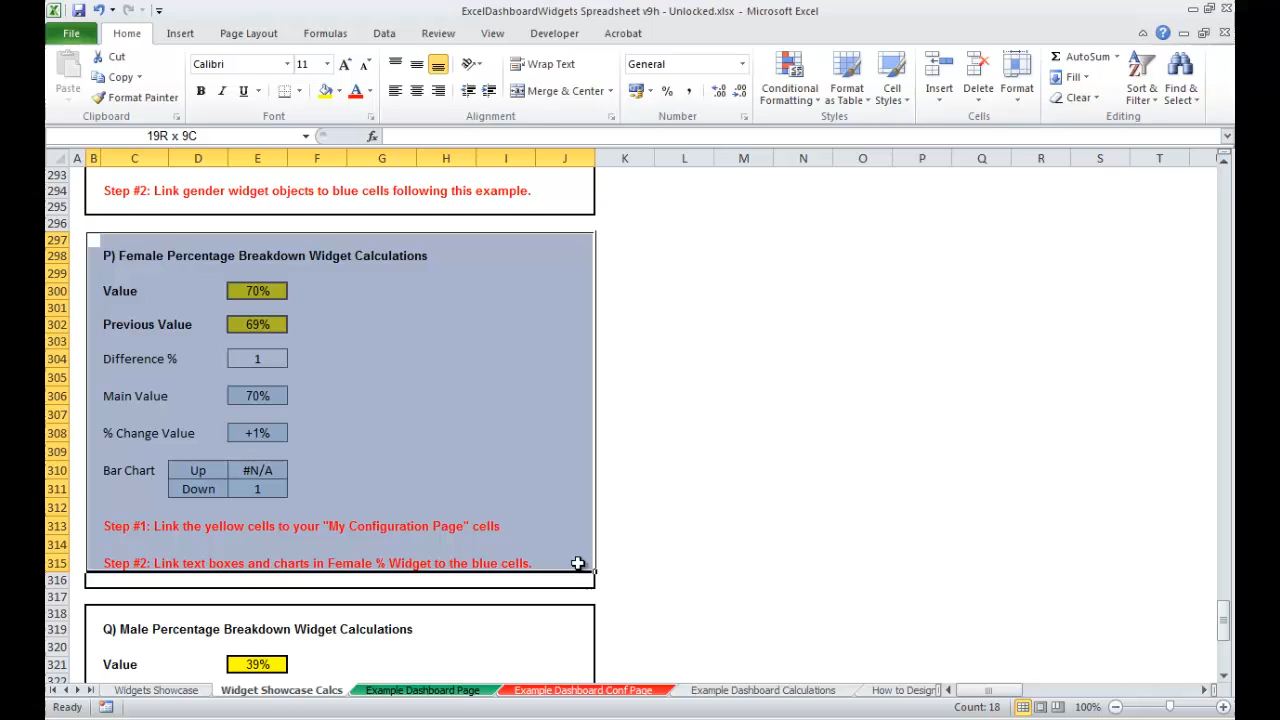 ExcelDashboardWidgets Spreadsheet v9h - Unlocked.xlsx - Microsoft Excel
File Home Insert Page Layout Formulas Data Review View Developer Acrobat
Paste
Cut
Copy
Format Painter
Clipboard
Calibri 11
B I U
Font
Wrap Text
Merge & Center
Alignment
General
$ % ,
Number
Conditional Formatting
Format as Table
Cell Styles
Styles
Insert Delete Format
Cells
AutoSum
Fill
Clear
Sort & Filter
Find & Select
Editing
19R x 9C fx
A B C D E F G H I J K L M N O P Q R S T
293
294 Step #2: Link gender widget objects to blue cells following this example.
295
296
297
298 P) Female Percentage Breakdown Widget Calculations
299
300 Value 70%
301
302 Previous Value 69%
303
304 Difference % 1
305
306 Main Value 70%
307
308 % Change Value +1%
309
310 Bar Chart Up #N/A
311 Down 1
312
313 Step #1: Link the yellow cells to your "My Configuration Page" cells
314
315 Step #2: Link text boxes and charts in Female % Widget to the blue cells.
316
317
318
319 Q) Male Percentage Breakdown Widget Calculations
320
321 Value 39%
322
Widgets Showcase Widget Showcase Calcs Example Dashboard Page Example Dashboard Conf Page Example Dashboard Calculations How to Design
Ready Count: 18 100%